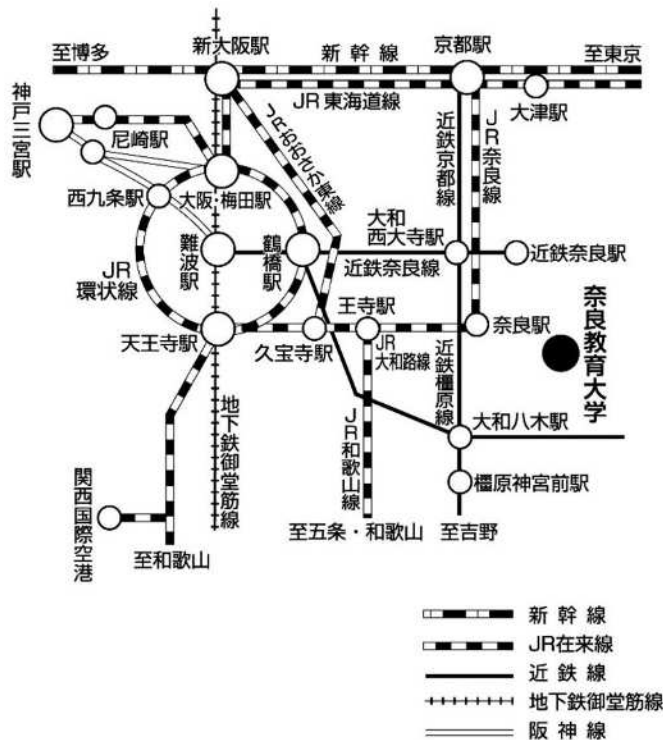 新大阪駅
新幹線
京都駅
至博多
至東京
JR東海道線
大津駅
神戸三宮駅
尼崎駅
JRおおさか東線
近鉄京都線
JR奈良線
西九条駅
大阪・梅田駅
大和
西大寺駅
難波駅
鶴橋駅
近鉄奈良線
近鉄奈良駅
JR
環状線
奈良教育大学
王寺駅
奈良駅
天王寺駅
久宝寺駅
JR
大和路線
近鉄橿原線
地下鉄御堂筋線
JR和歌山線
大和八木駅
関西国際空港
橿原神宮前駅
至和歌山
至五条・和歌山
至吉野
新幹線
JR在来線
近鉄線
地下鉄御堂筋線
阪神線